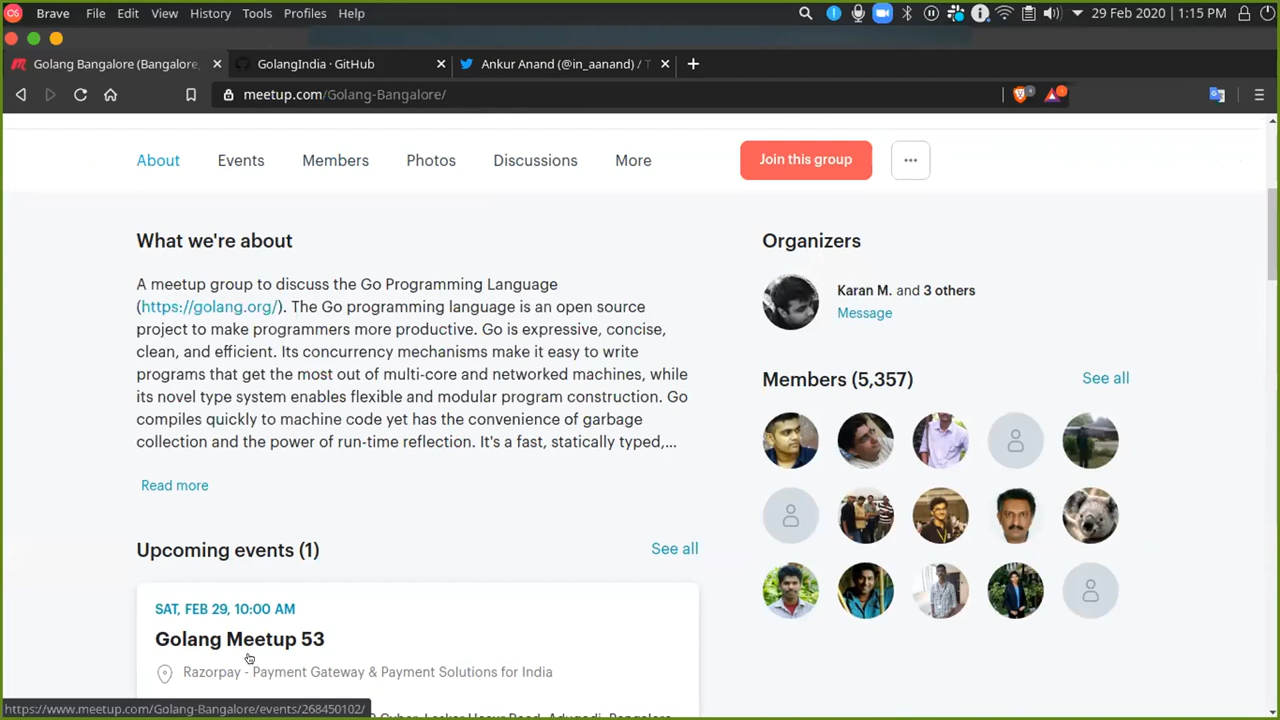 Brave File Edit View History Tools Profiles Help 29 Feb 2020 | 1:15 PM
Golang Bangalore (Bangalore, GolangIndia · GitHub Ankur Anand (@in_aanand) / T
meetup.com/Golang-Bangalore/
About Events Members Photos Discussions More Join this group
What we're about
A meetup group to discuss the Go Programming Language
(https://golang.org/). The Go programming language is an open source
project to make programmers more productive. Go is expressive, concise,
clean, and efficient. Its concurrency mechanisms make it easy to write
programs that get the most out of multi-core and networked machines, while
its novel type system enables flexible and modular program construction. Go
compiles quickly to machine code yet has the convenience of garbage
collection and the power of run-time reflection. It's a fast, statically typed,...
Read more
Upcoming events (1) See all
SAT, FEB 29, 10:00 AM
Golang Meetup 53
Razorpay - Payment Gateway & Payment Solutions for India
Organizers
Karan M. and 3 others
Message
Members (5,357) See all
https://www.meetup.com/Golang-Bangalore/events/268450102/